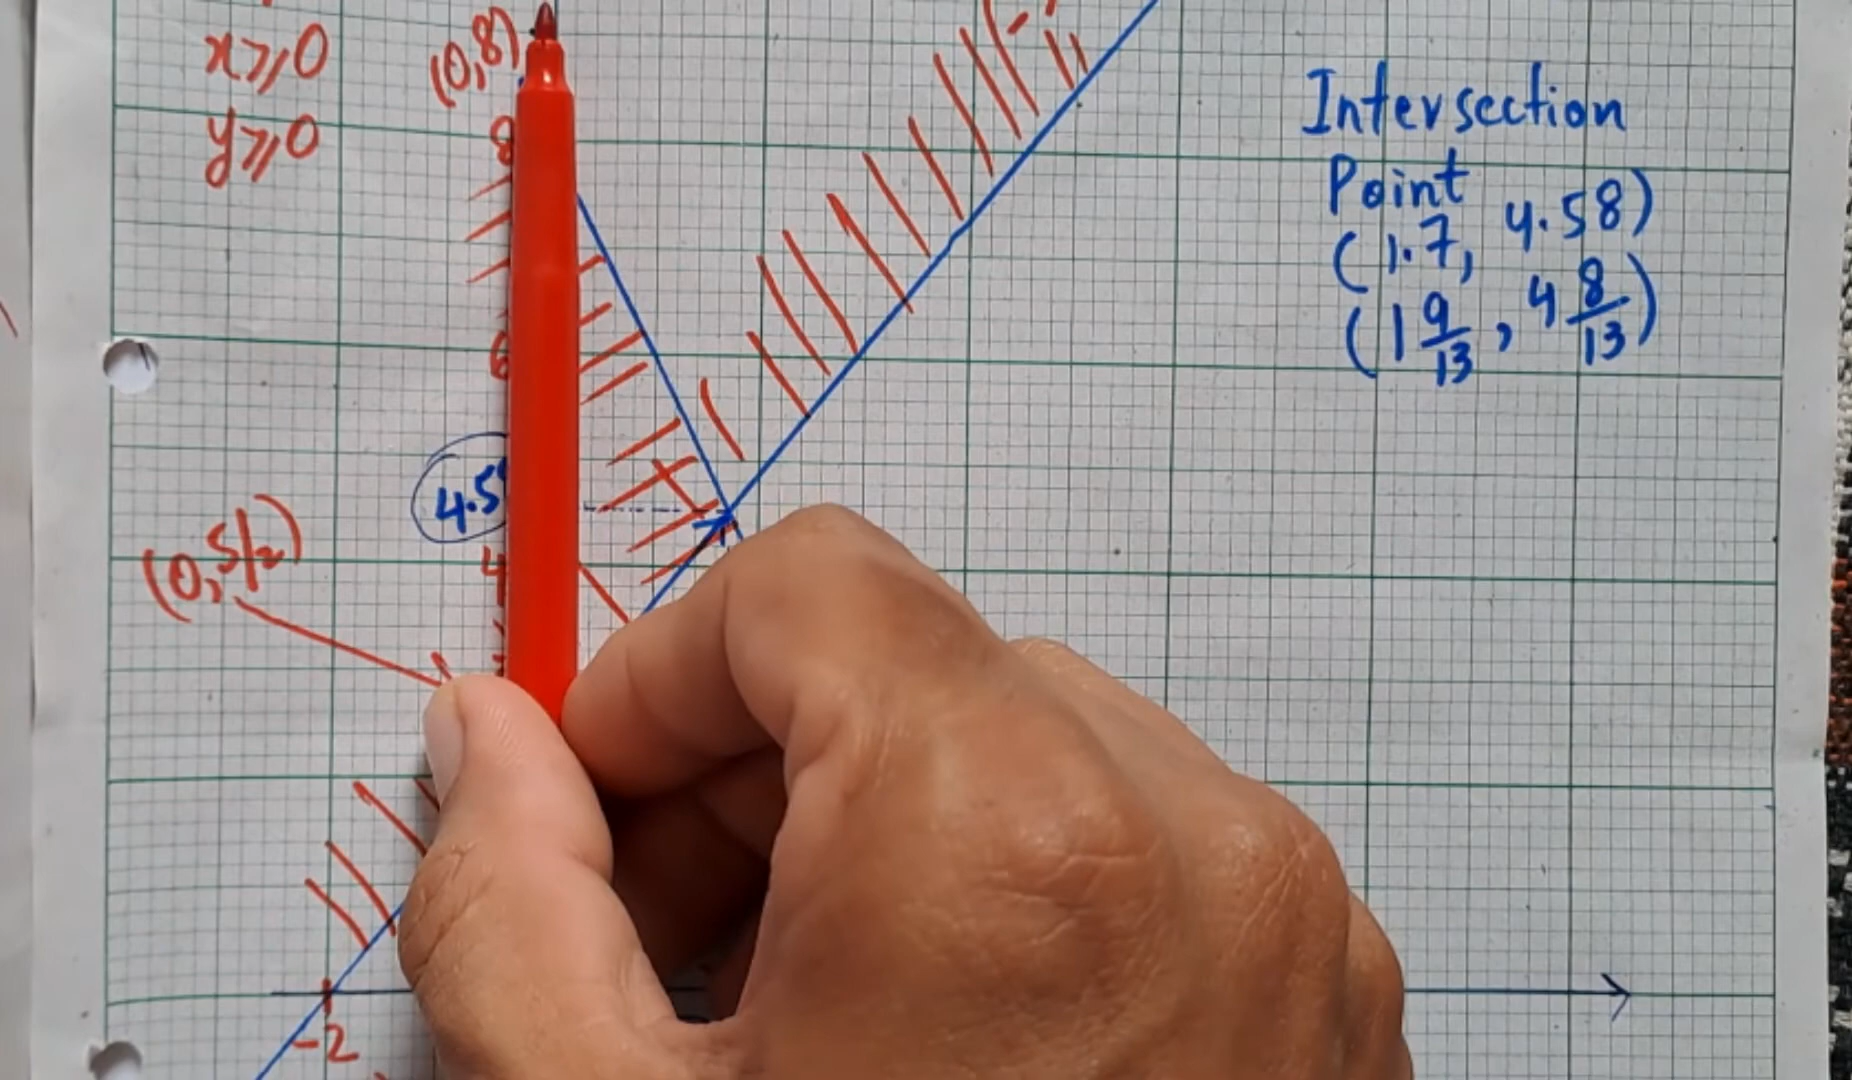 x≥0
y≥0
(0,8)
8
6
4.5
4
(0,5/2)
-2
Intersection
Point
(1.7, 4.58)
(1 9/13, 4 8/13)